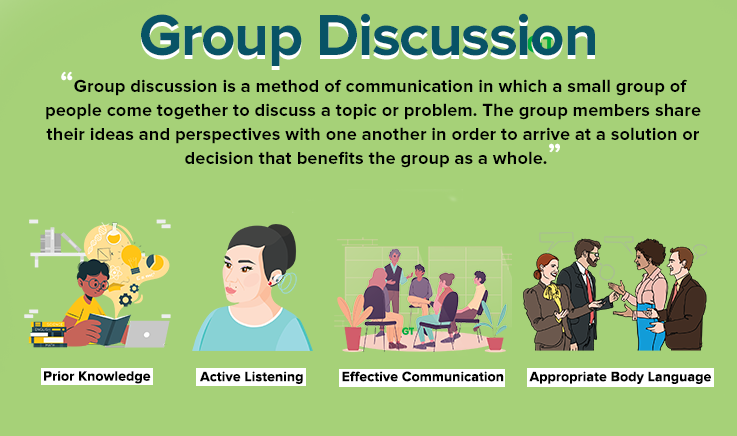 Group Discussion
GT
“Group discussion is a method of communication in which a small group of
people come together to discuss a topic or problem. The group members share
their ideas and perspectives with one another in order to arrive at a solution or
decision that benefits the group as a whole.”
GT
Prior Knowledge
Active Listening
Effective Communication
Appropriate Body Language